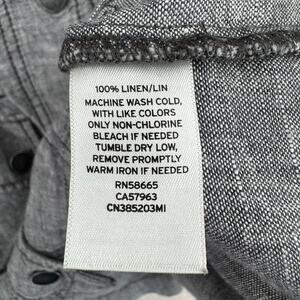 100% LINEN/LIN
MACHINE WASH COLD,
WITH LIKE COLORS
ONLY NON-CHLORINE
BLEACH IF NEEDED
TUMBLE DRY LOW,
REMOVE PROMPTLY
WARM IRON IF NEEDED
RN58665
CA57963
CN385203MI